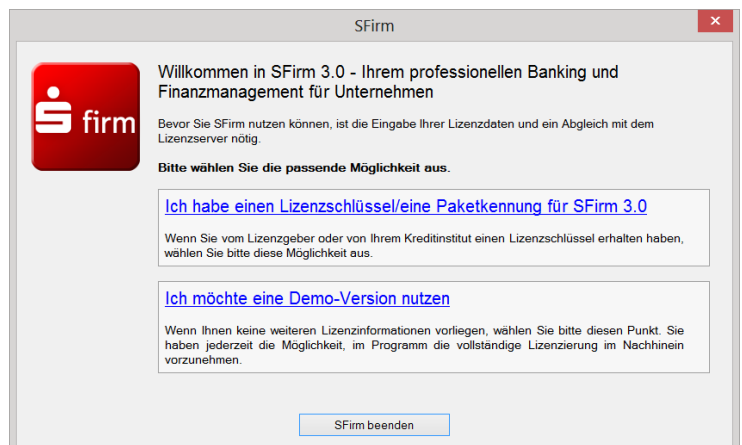 SFirm
firm
Willkommen in SFirm 3.0 - Ihrem professionellen Banking und
Finanzmanagement für Unternehmen
Bevor Sie SFirm nutzen können, ist die Eingabe Ihrer Lizenzdaten und ein Abgleich mit dem
Lizenzserver nötig.
Bitte wählen Sie die passende Möglichkeit aus.
Ich habe einen Lizenzschlüssel/eine Paketkennung für SFirm 3.0
Wenn Sie vom Lizenzgeber oder von Ihrem Kreditinstitut einen Lizenzschlüssel erhalten haben,
wählen Sie bitte diese Möglichkeit aus.
Ich möchte eine Demo-Version nutzen
Wenn Ihnen keine weiteren Lizenzinformationen vorliegen, wählen Sie bitte diesen Punkt. Sie
haben jederzeit die Möglichkeit, im Programm die vollständige Lizenzierung im Nachhinein
vorzunehmen.
SFirm beenden